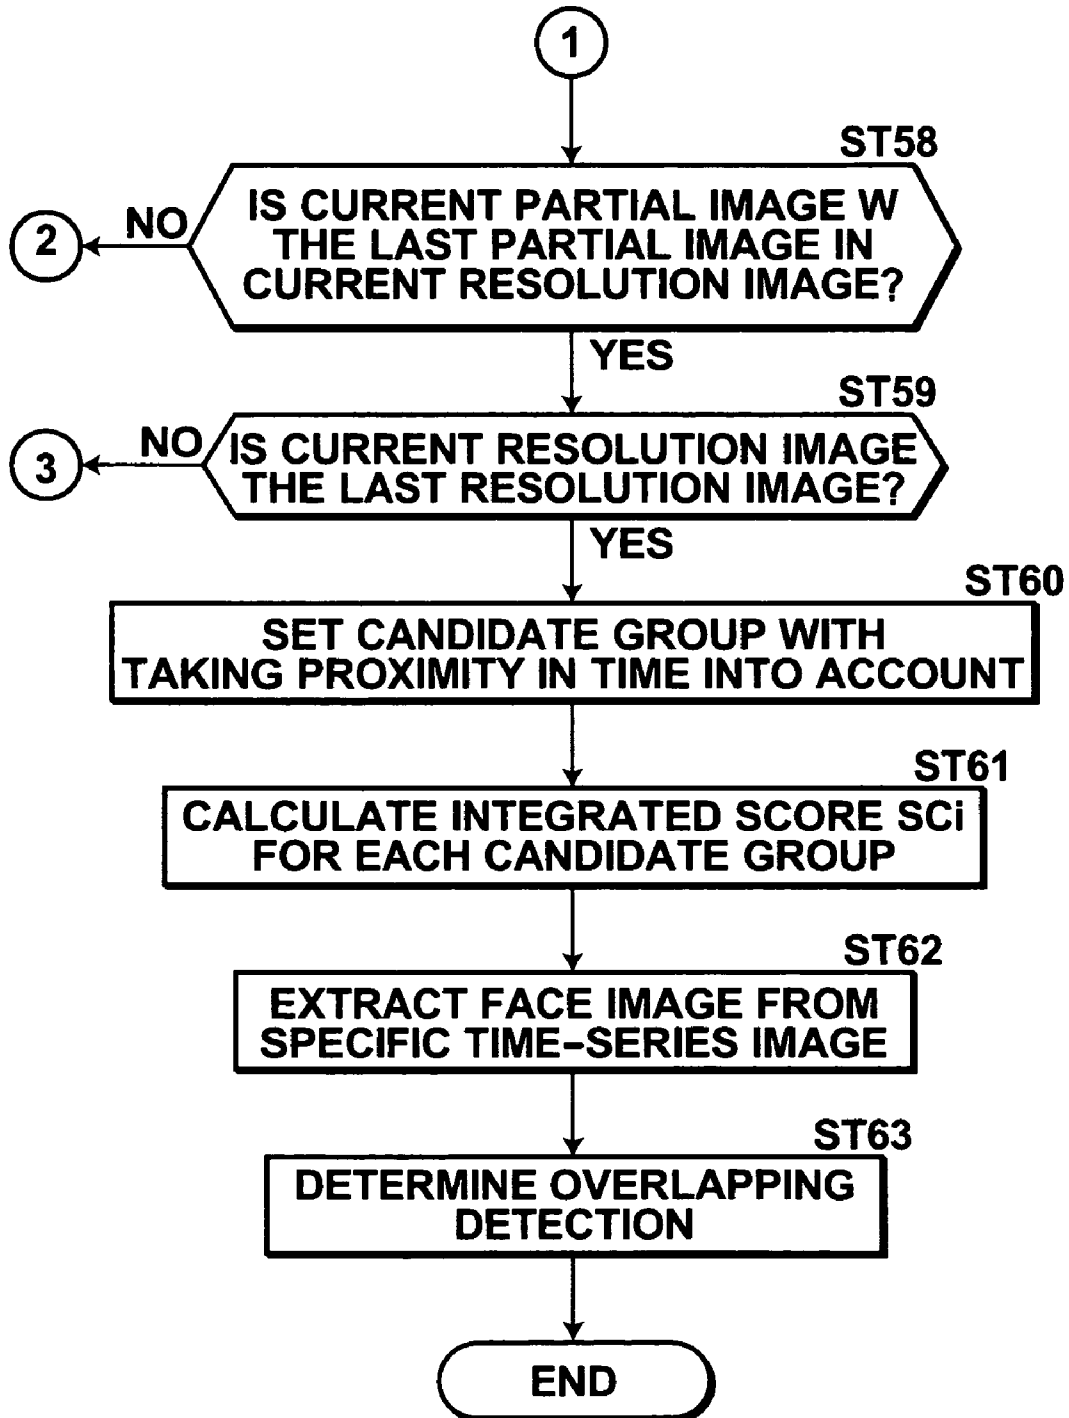 1
ST58
IS CURRENT PARTIAL IMAGE W
THE LAST PARTIAL IMAGE IN
CURRENT RESOLUTION IMAGE?
NO
2
YES
ST59
IS CURRENT RESOLUTION IMAGE
THE LAST RESOLUTION IMAGE?
NO
3
YES
ST60
SET CANDIDATE GROUP WITH
TAKING PROXIMITY IN TIME INTO ACCOUNT
ST61
CALCULATE INTEGRATED SCORE SCi
FOR EACH CANDIDATE GROUP
ST62
EXTRACT FACE IMAGE FROM
SPECIFIC TIME-SERIES IMAGE
ST63
DETERMINE OVERLAPPING
DETECTION
END